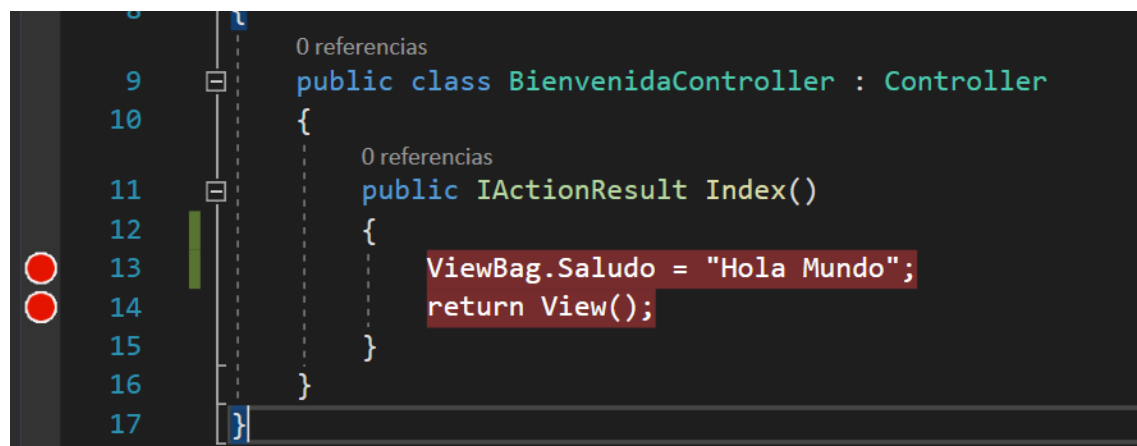 8
{
0 referencias
9 public class BienvenidaController : Controller
10 {
0 referencias
11 public IActionResult Index()
12 {
13 ViewBag.Saludo = "Hola Mundo";
14 return View();
15 }
16 }
17 }